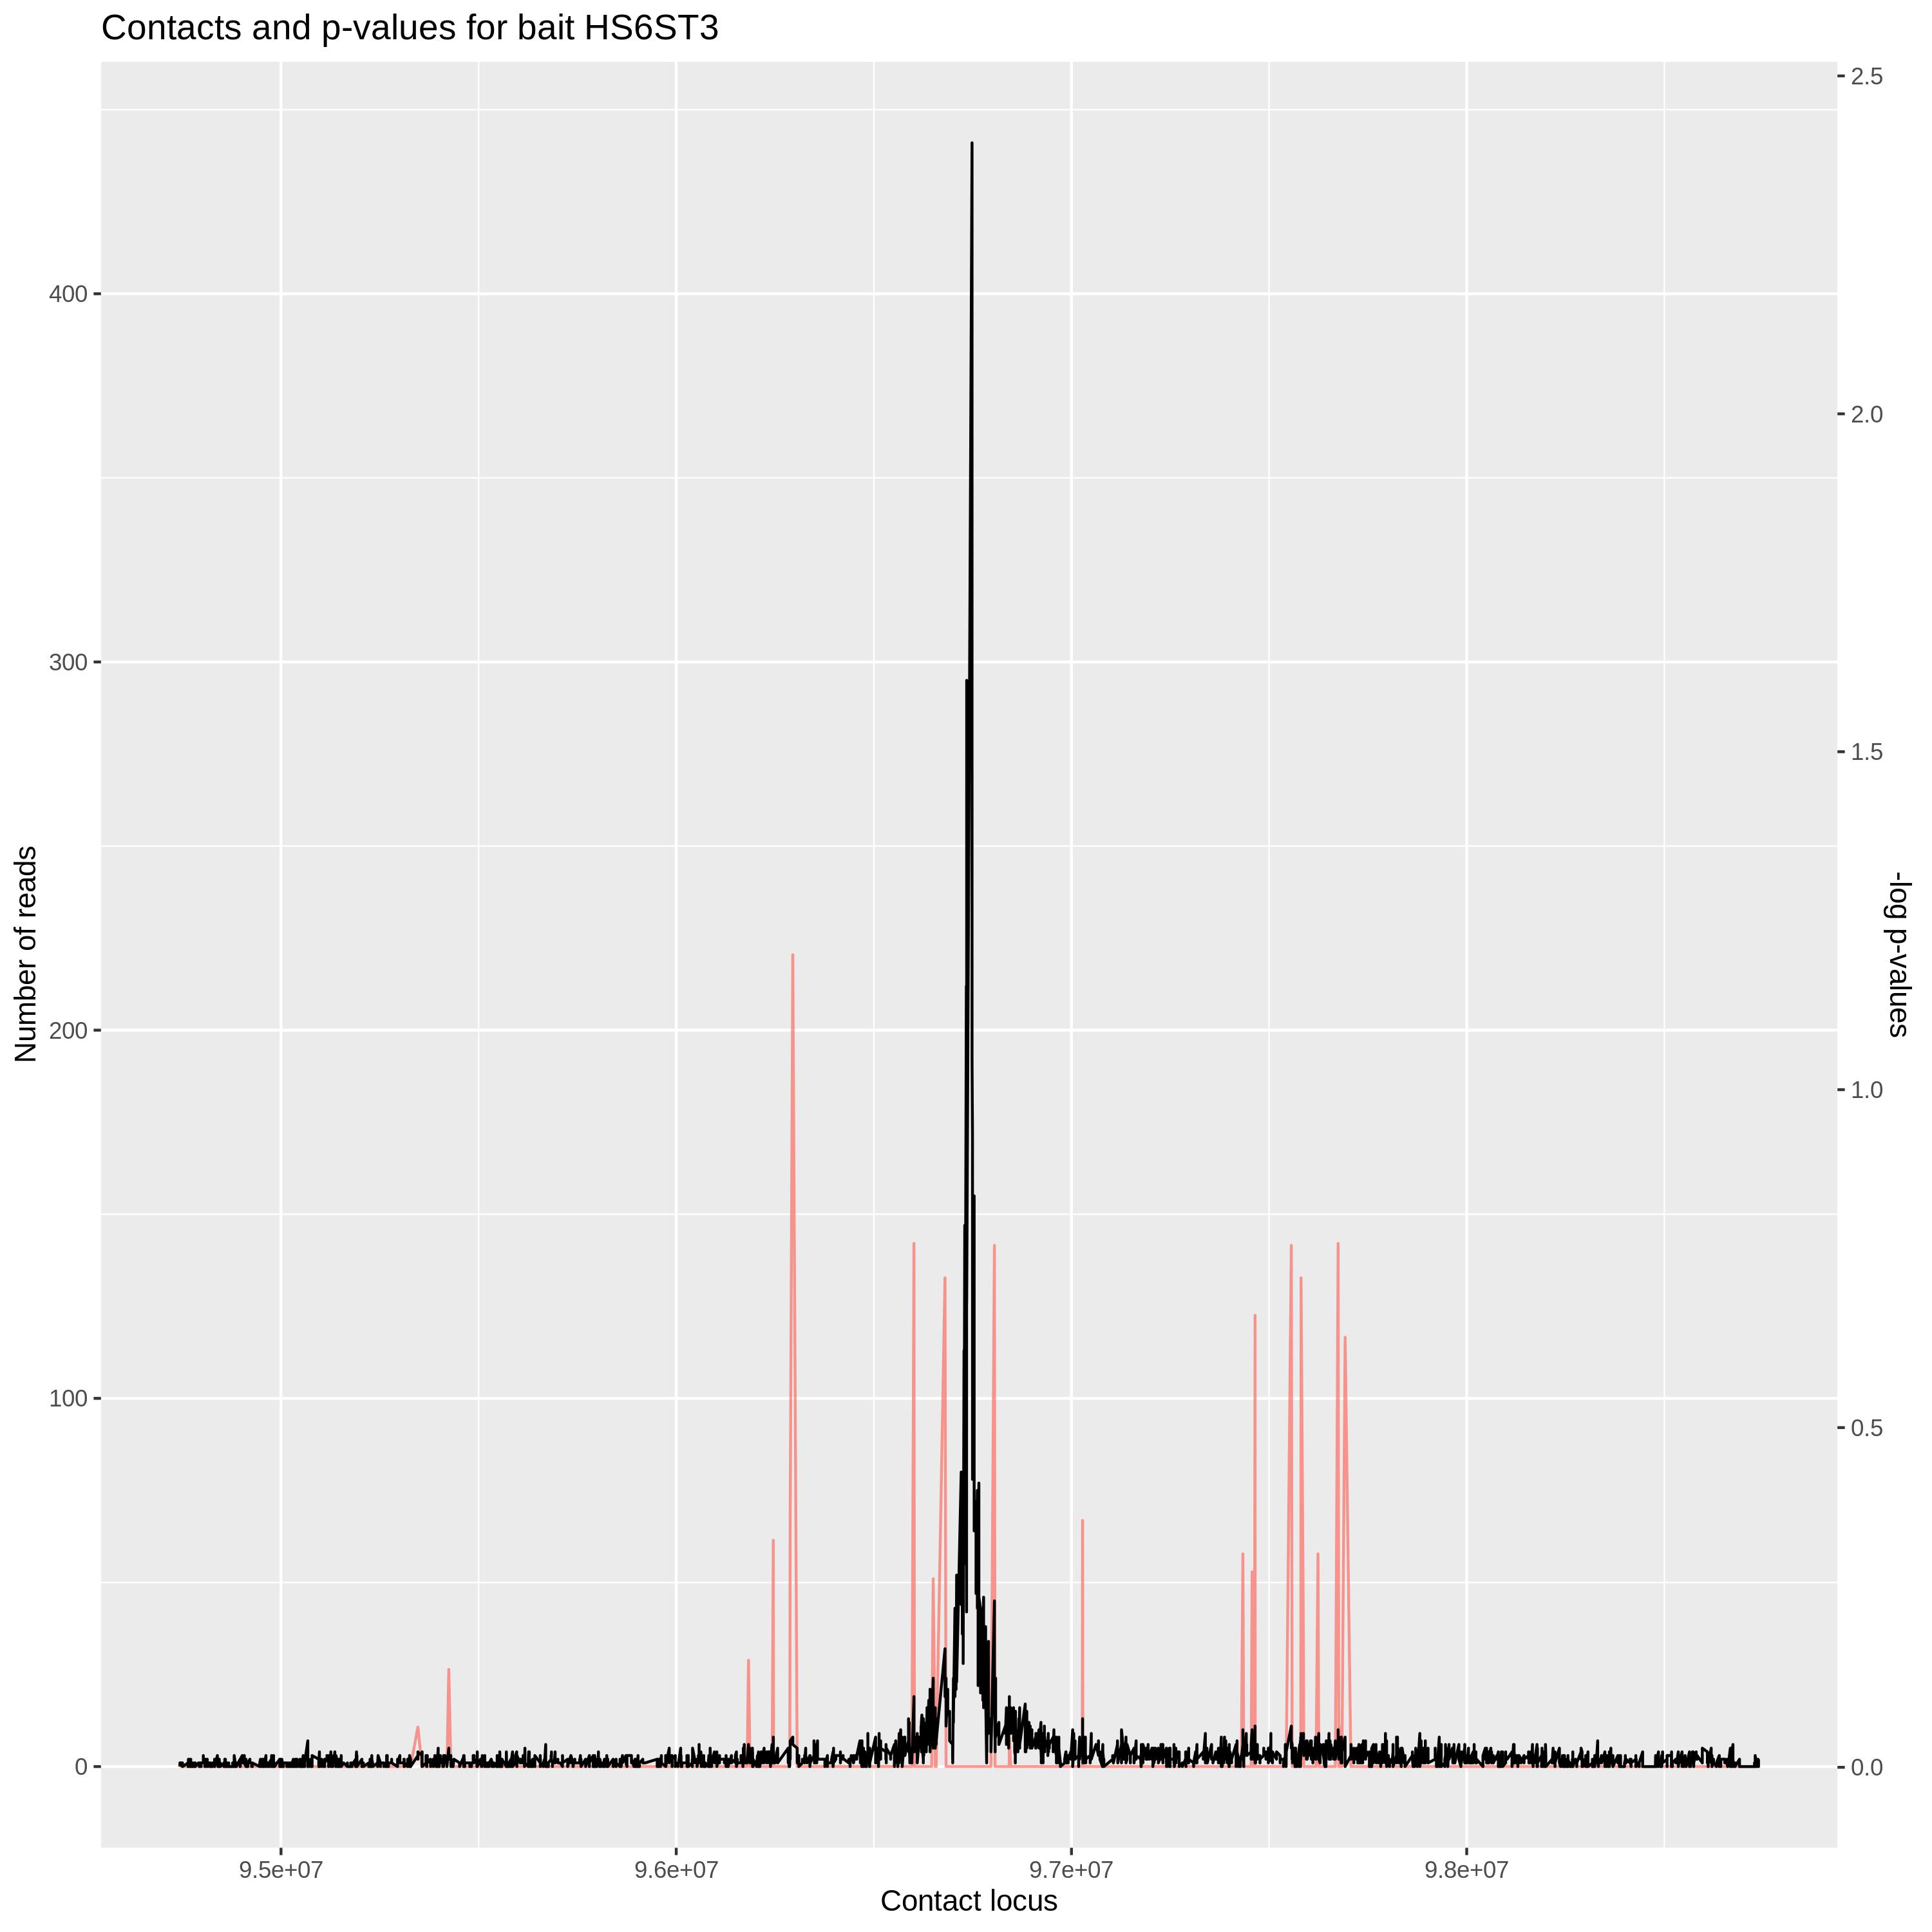 Contacts and p-values for bait HS6ST3
Number of reads
400
300
200
100
0
2.5
2.0
1.5
1.0
0.5
0.0
-log p-values
9.5e+07 9.6e+07 9.7e+07 9.8e+07
Contact locus